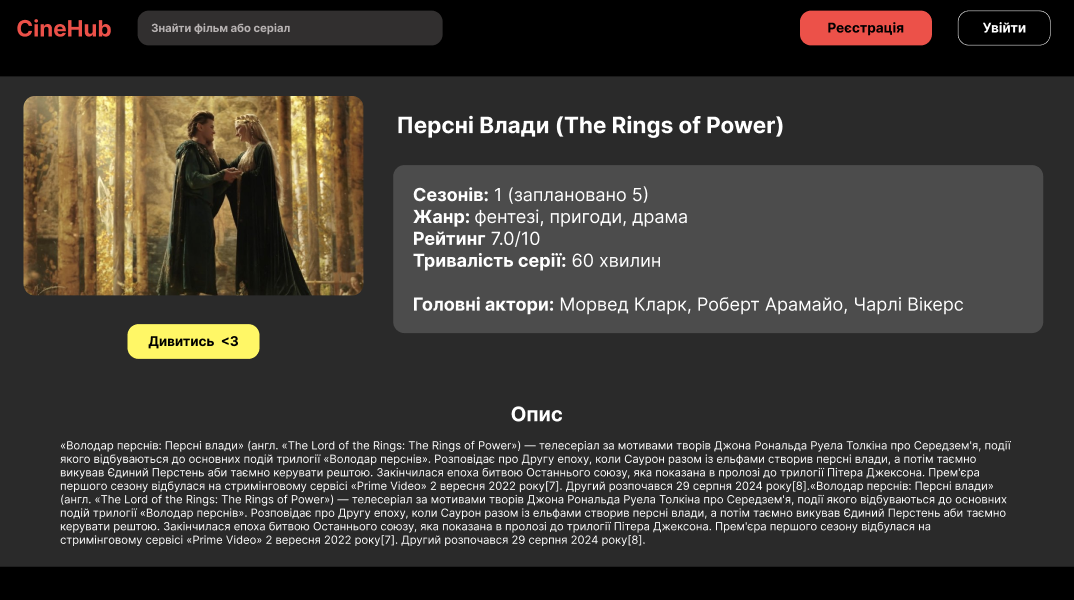 CineHub
Знайти фільм або серіал
Реєстрація
Увійти
Персні Влади (The Rings of Power)
Сезонів: 1 (заплановано 5)
Жанр: фентезі, пригоди, драма
Рейтинг 7.0/10
Тривалість серії: 60 хвилин
Головні актори: Морвед Кларк, Роберт Арамайо, Чарлі Вікерс
Дивитись <3
Опис
«Володар перснів: Персні влади» (англ. «The Lord of the Rings: The Rings of Power») — телесеріал за мотивами творів Джона Рональда Руела Толкіна про Середзем'я, події
якого відбуваються до основних подій трилогії «Володар перснів». Розповідає про Другу епоху, коли Саурон разом із ельфами створив персні влади, а потім таємно
викував Єдиний Перстень аби таємно керувати рештою. Закінчилася епоха битвою Останнього союзу, яка показана в пролозі до трилогії Пітера Джексона. Прем'єра
першого сезону відбулася на стримінговому сервісі «Prime Video» 2 вересня 2022 року[7]. Другий розпочався 29 серпня 2024 року[8].«Володар перснів: Персні влади»
(англ. «The Lord of the Rings: The Rings of Power») — телесеріал за мотивами творів Джона Рональда Руела Толкіна про Середзем'я, події якого відбуваються до основних
подій трилогії «Володар перснів». Розповідає про Другу епоху, коли Саурон разом із ельфами створив персні влади, а потім таємно викував Єдиний Перстень аби таємно
керувати рештою. Закінчилася епоха битвою Останнього союзу, яка показана в пролозі до трилогії Пітера Джексона. Прем'єра першого сезону відбулася на
стримінговому сервісі «Prime Video» 2 вересня 2022 року[7]. Другий розпочався 29 серпня 2024 року[8].